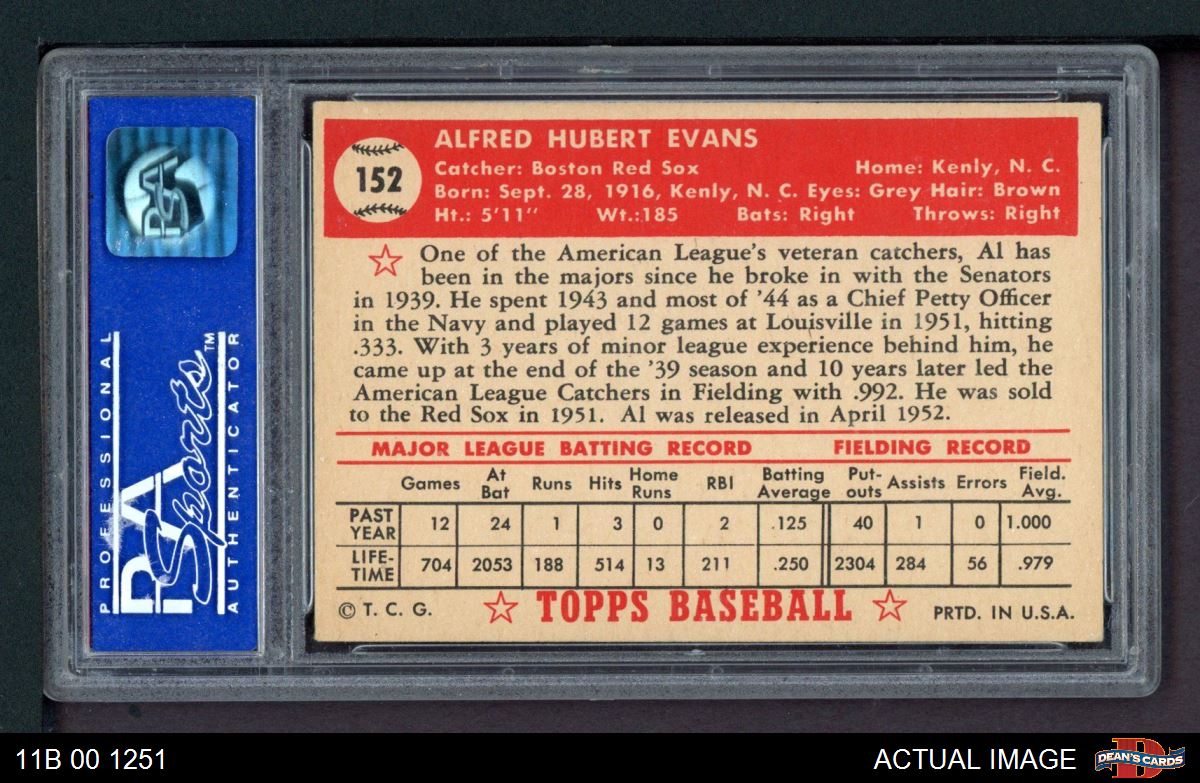 152
ALFRED HUBERT EVANS
Catcher: Boston Red Sox Home: Kenly, N. C.
Born: Sept. 28, 1916, Kenly, N. C. Eyes: Grey Hair: Brown
Ht.: 5'11" Wt.:185 Bats: Right Throws: Right
One of the American League's veteran catchers, Al has
been in the majors since he broke in with the Senators
in 1939. He spent 1943 and most of '44 as a Chief Petty Officer
in the Navy and played 12 games at Louisville in 1951, hitting
.333. With 3 years of minor league experience behind him, he
came up at the end of the '39 season and 10 years later led the
American League Catchers in Fielding with .992. He was sold
to the Red Sox in 1951. Al was released in April 1952.
MAJOR LEAGUE BATTING RECORD FIELDING RECORD
Games At Bat Runs Hits Home Runs RBI Batting Average Put-outs Assists Errors Field. Avg.
PAST YEAR 12 24 1 3 0 2 .125 40 1 0 1.000
LIFE-TIME 704 2053 188 514 13 211 .250 2304 284 56 .979
© T. C. G. TOPPS BASEBALL PRTD. IN U.S.A.
PSA
PROFESSIONAL
PSA Sports™
AUTHENTICATOR
11B 00 1251 ACTUAL IMAGE DEAN'S CARDS